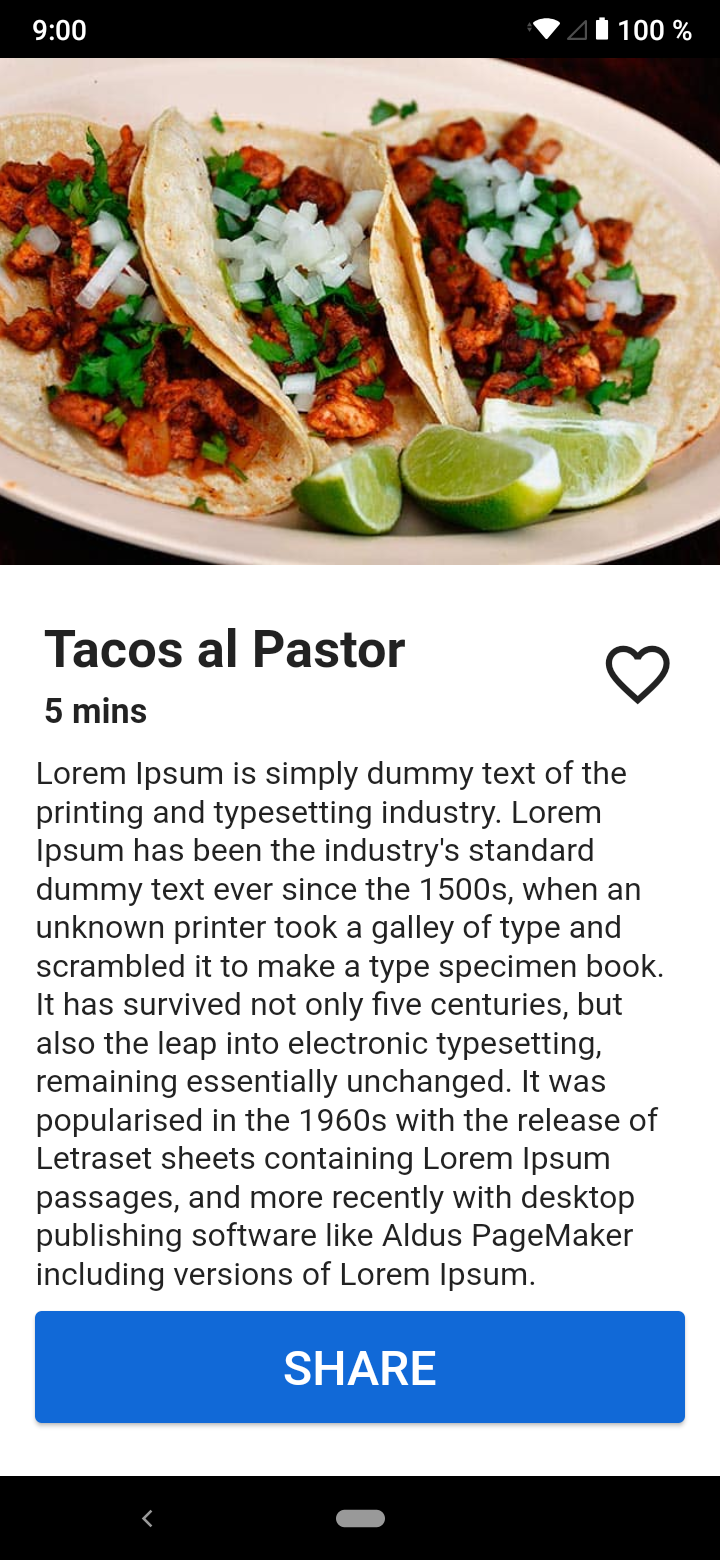 9:00
100 %
Tacos al Pastor
5 mins
Lorem Ipsum is simply dummy text of the
printing and typesetting industry. Lorem
Ipsum has been the industry's standard
dummy text ever since the 1500s, when an
unknown printer took a galley of type and
scrambled it to make a type specimen book.
It has survived not only five centuries, but
also the leap into electronic typesetting,
remaining essentially unchanged. It was
popularised in the 1960s with the release of
Letraset sheets containing Lorem Ipsum
passages, and more recently with desktop
publishing software like Aldus PageMaker
including versions of Lorem Ipsum.
SHARE